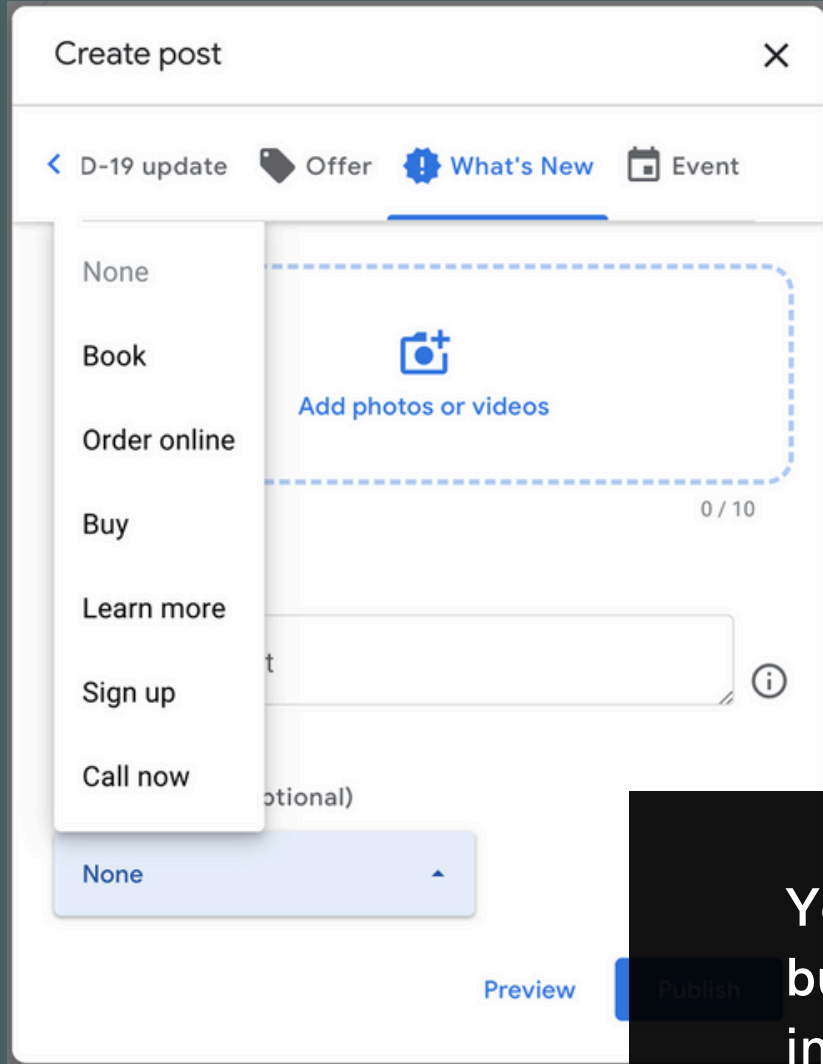 Create post
D-19 update Offer What's New Event
None
Book
Order online
Buy
Learn more
Sign up
Call now
Add photos or videos
0 / 10
t
ptional)
None
Preview Publish